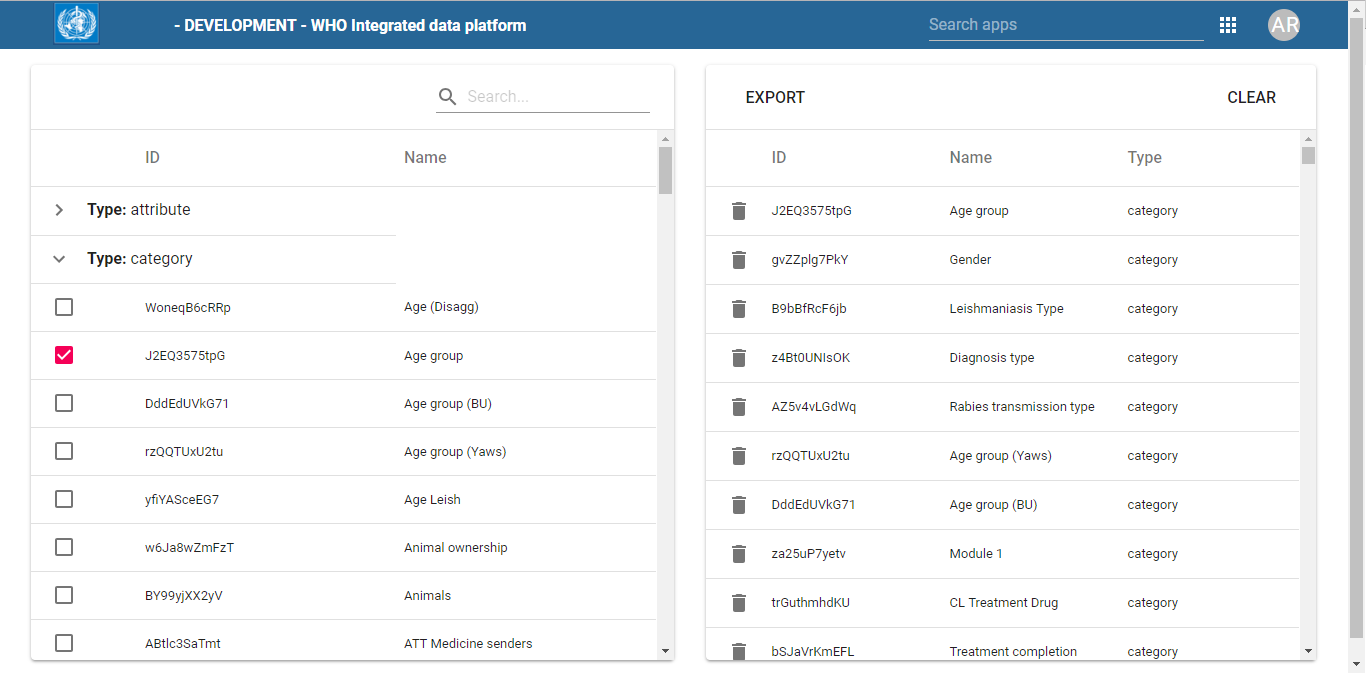 - DEVELOPMENT - WHO Integrated data platform
Search apps
AR
Search...
ID Name
Type: attribute
Type: category
WoneqB6cRRp Age (Disagg)
J2EQ3575tpG Age group
DddEdUVkG71 Age group (BU)
rzQQTUxU2tu Age group (Yaws)
yfiYASceEG7 Age Leish
w6Ja8wZmFzT Animal ownership
BY99yjXX2yV Animals
ABtlc3SaTmt ATT Medicine senders
EXPORT CLEAR
ID Name Type
J2EQ3575tpG Age group category
gvZZplg7PkY Gender category
B9bBfRcF6jb Leishmaniasis Type category
z4Bt0UNIsOK Diagnosis type category
AZ5v4vLGdWq Rabies transmission type category
rzQQTUxU2tu Age group (Yaws) category
DddEdUVkG71 Age group (BU) category
za25uP7yetv Module 1 category
trGuthmhdKU CL Treatment Drug category
bSJaVrKmEFL Treatment completion category